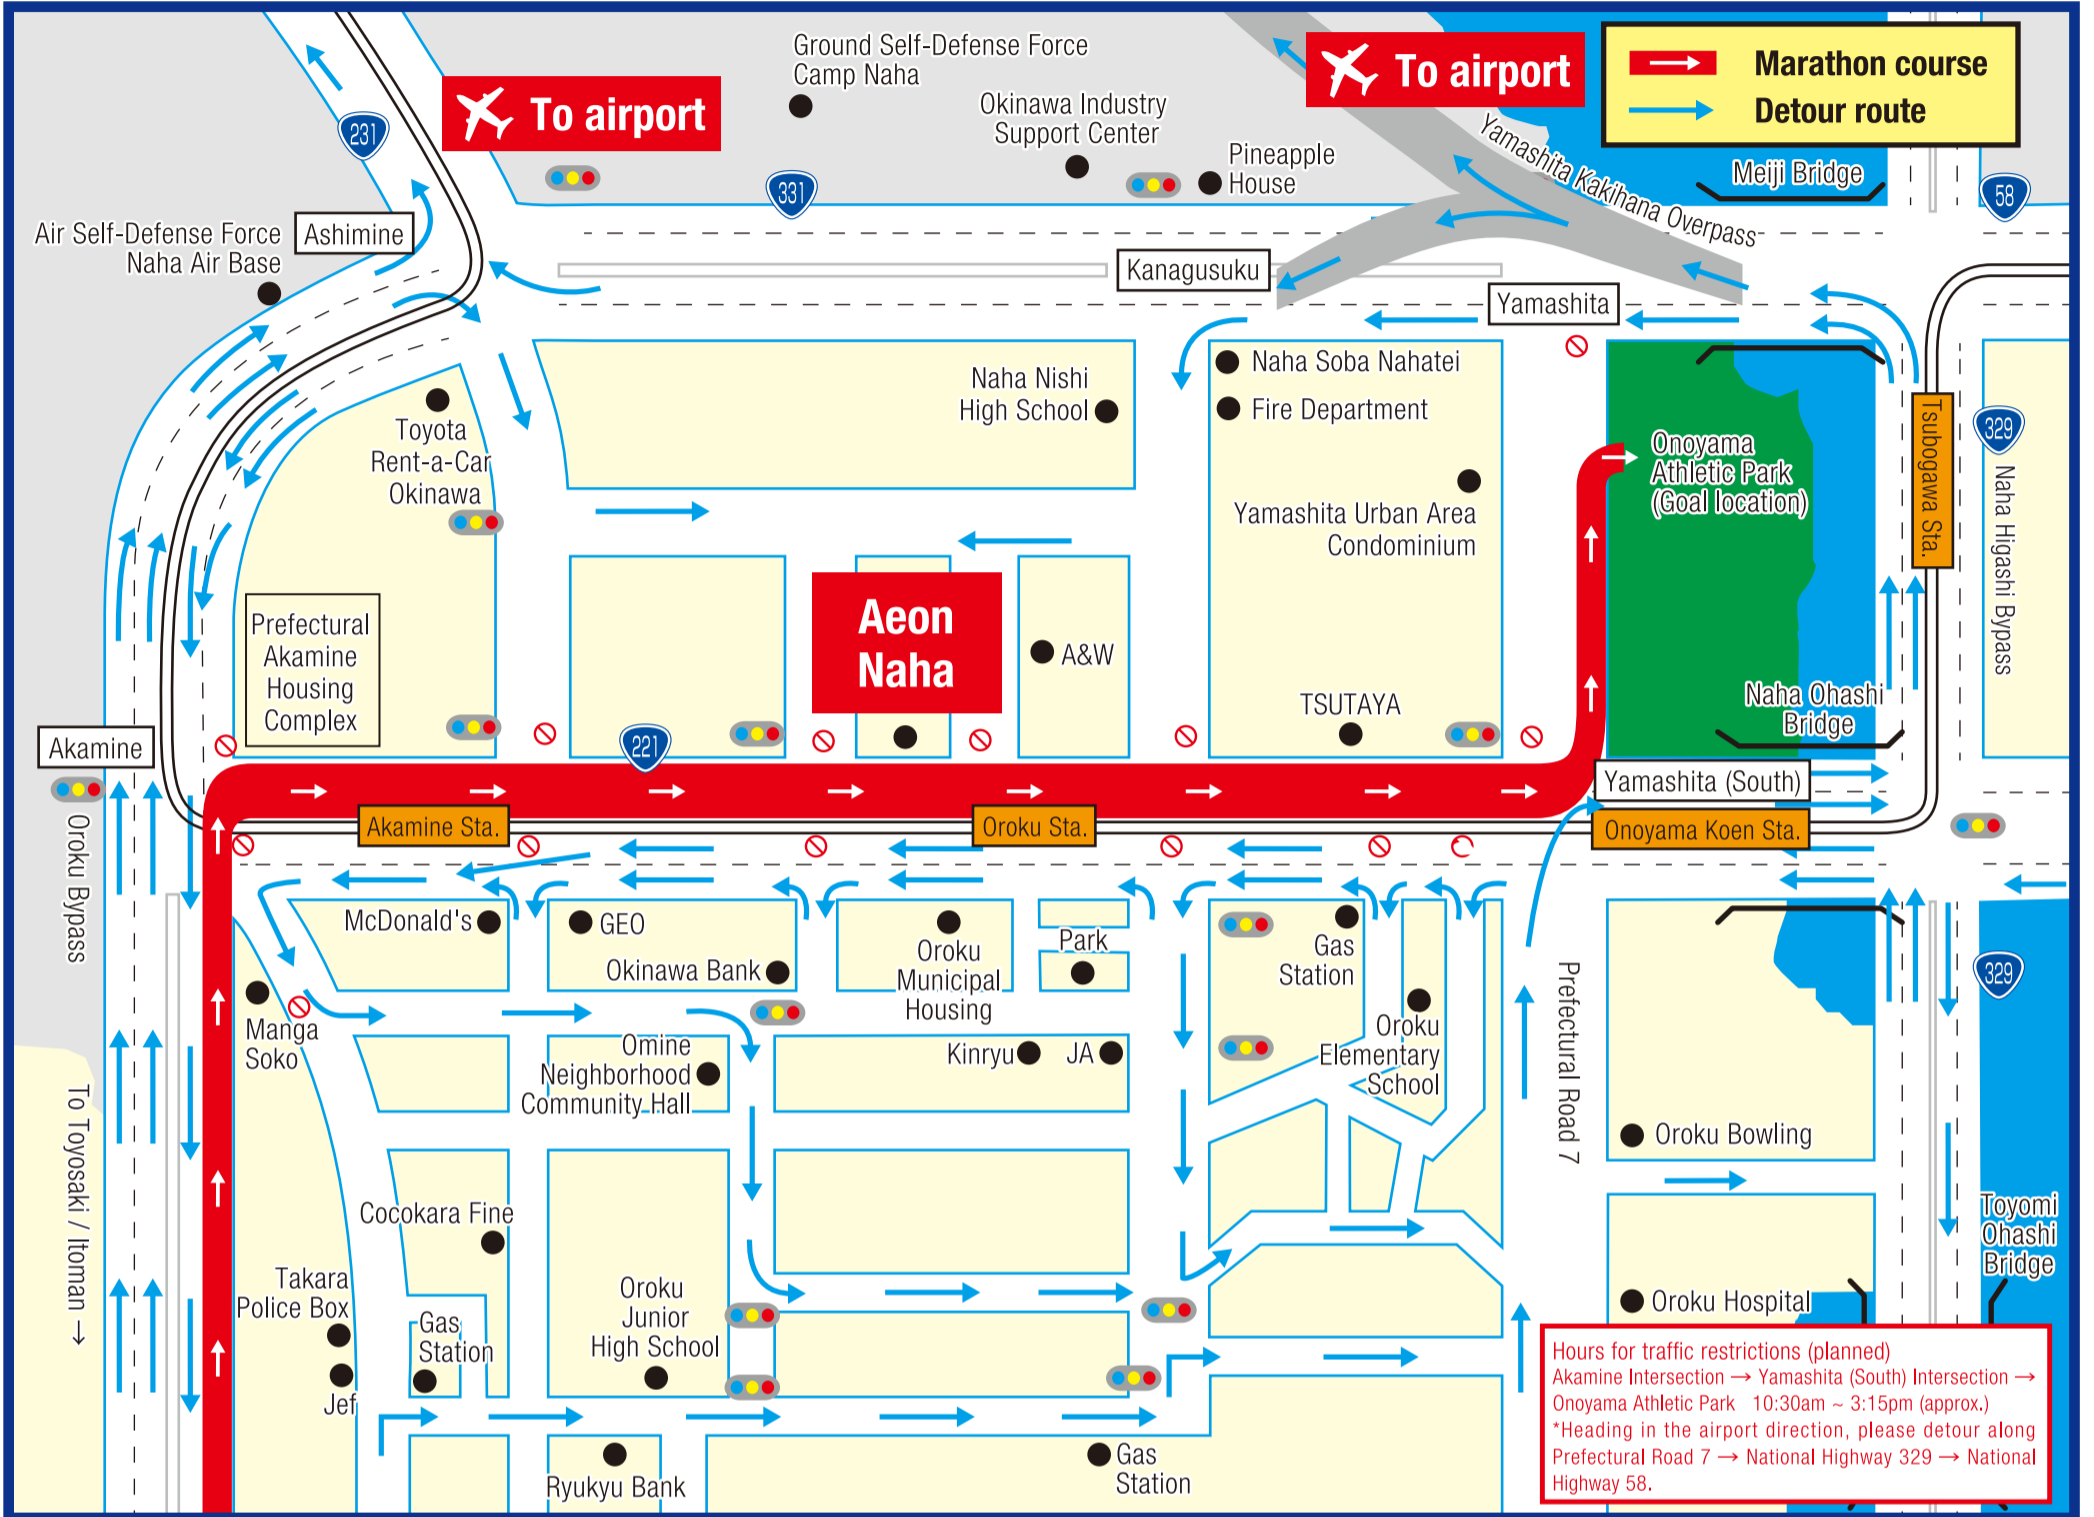 Ground Self-Defense Force
Camp Naha
To airport
To airport
Marathon course
Detour route
231
Okinawa Industry
Support Center
Pineapple
House
Yamashita Kakihana Overpass
Meiji Bridge
331
58
Air Self-Defense Force
Naha Air Base
Ashimine
Kanagusuku
Yamashita
Toyota
Rent-a-Car
Okinawa
Naha Nishi
High School
Naha Soba Nahatei
Fire Department
Yamashita Urban Area
Condominium
Onoyama
Athletic Park
(Goal location)
Tsubogawa Sta.
329
Naha Higashi Bypass
Prefectural
Akamine
Housing
Complex
Aeon
Naha
A&W
TSUTAYA
Naha Ohashi
Bridge
Akamine
221
Yamashita (South)
Akamine Sta.
Oroku Sta.
Onoyama Koen Sta.
Oroku Bypass
McDonald's
GEO
Okinawa Bank
Oroku
Municipal
Housing
Park
Gas
Station
Prefectural Road 7
329
Manga
Soko
Omine
Neighborhood
Community Hall
Kinryu
JA
Oroku
Elementary
School
To Toyosaki / Itoman →
Oroku Bowling
Cocokara Fine
Toyomi
Ohashi
Bridge
Takara
Police Box
Jef
Gas
Station
Oroku
Junior
High School
Oroku Hospital
Ryukyu Bank
Gas
Station
Hours for traffic restrictions (planned)
Akamine Intersection → Yamashita (South) Intersection →
Onoyama Athletic Park 10:30am ~ 3:15pm (approx.)
*Heading in the airport direction, please detour along
Prefectural Road 7 → National Highway 329 → National
Highway 58.